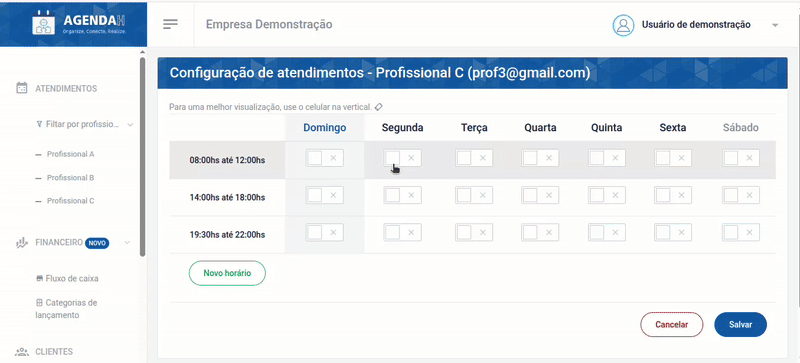 AGENDAH
Organize, Conecte, Realize.
Empresa Demonstração
Usuário de demonstração
ATENDIMENTOS
Filtrar por profissio...
Profissional A
Profissional B
Profissional C
FINANCEIRO NOVO
Fluxo de caixa
Categorias de
lançamento
CLIENTES
Configuração de atendimentos - Profissional C (prof3@gmail.com)
Para uma melhor visualização, use o celular na vertical.
Domingo Segunda Terça Quarta Quinta Sexta Sábado
08:00hs até 12:00hs
14:00hs até 18:00hs
19:30hs até 22:00hs
Novo horário
Cancelar Salvar